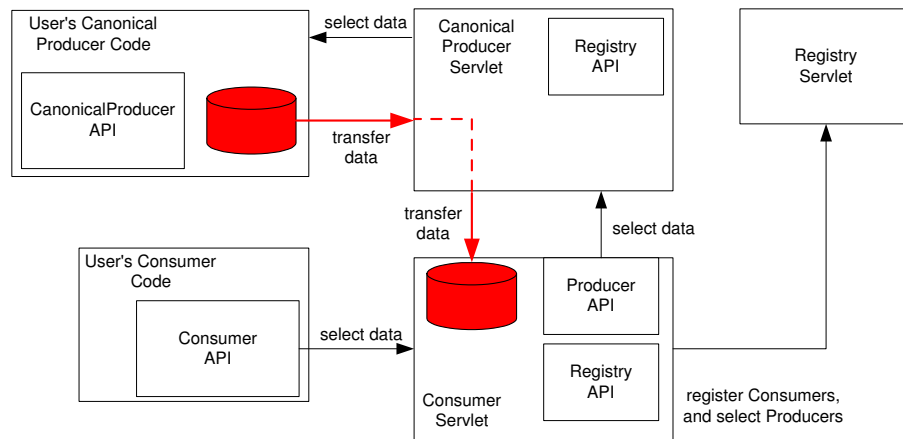 User's Canonical
Producer Code
select data
Canonical
Producer
Servlet
Registry
API
Registry
Servlet
CanonicalProducer
API
transfer
data
transfer
data
select data
User's Consumer
Code
Consumer
API
select data
Producer
API
Registry
API
Consumer
Servlet
register Consumers,
and select Producers